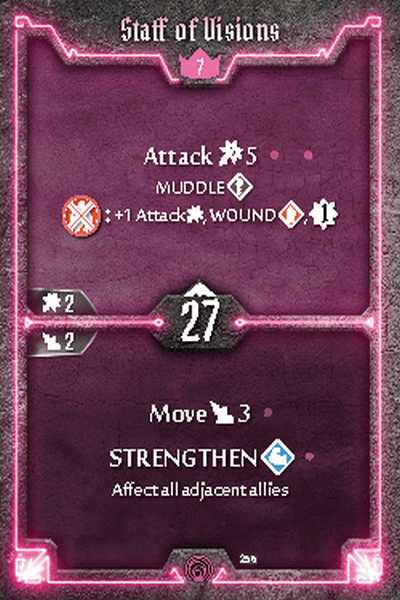 Staff of Visions
7
Attack 5
MUDDLE
: +1 Attack, WOUND, 1
2
27
2
Move 3
STRENGTHEN
Affect all adjacent allies